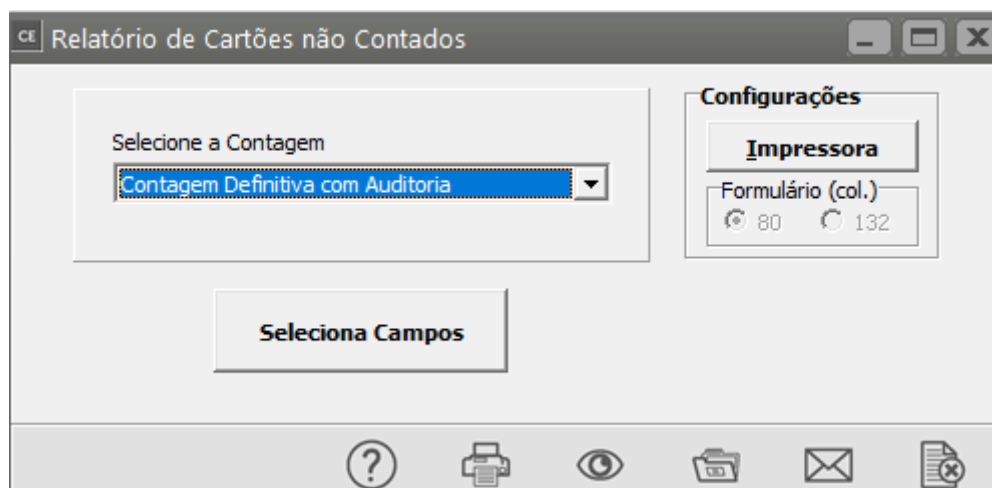 CE Relatório de Cartões não Contados
Selecione a Contagem
Contagem Definitiva com Auditoria
Configurações
Impressora
Formulário (col.)
80 132
Seleciona Campos
?